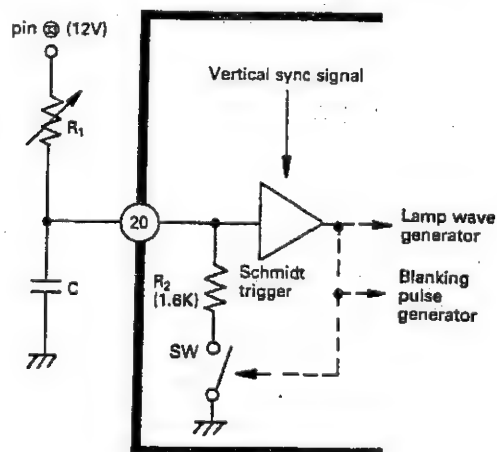 pin ㉝ (12V)
Vertical sync signal
R₁
20
Lamp wave
generator
Schmidt
trigger
R₂
(1.6K)
Blanking
pulse
generator
C
SW